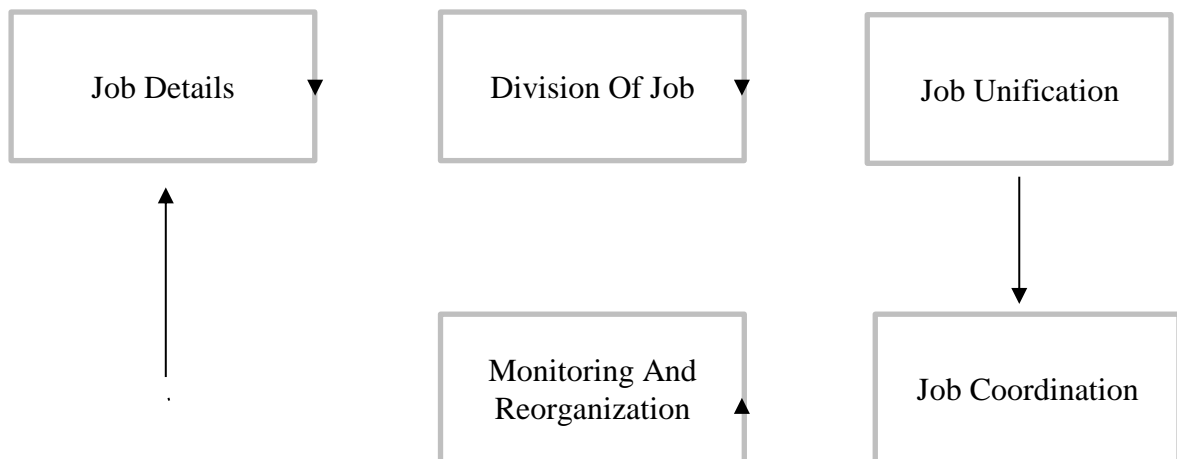 Job Details
Division Of Job
Job Unification
Monitoring And
Reorganization
Job Coordination